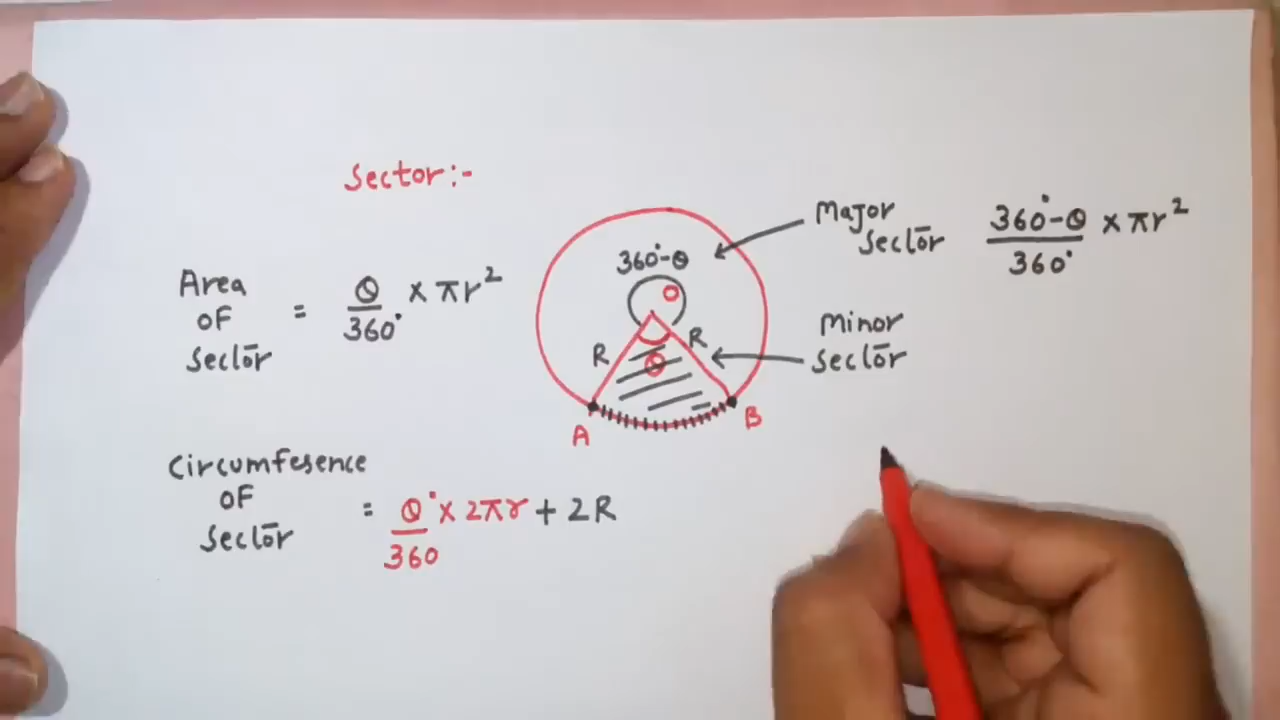 Sector:-
Area
OF
Sector
= θ/360° × πr²
360°-θ
O
R
R
θ
A
B
Major
Sector
360°-θ/360° × πr²
Minor
Sector
Circumference
OF
Sector
= θ°/360 × 2πr + 2R